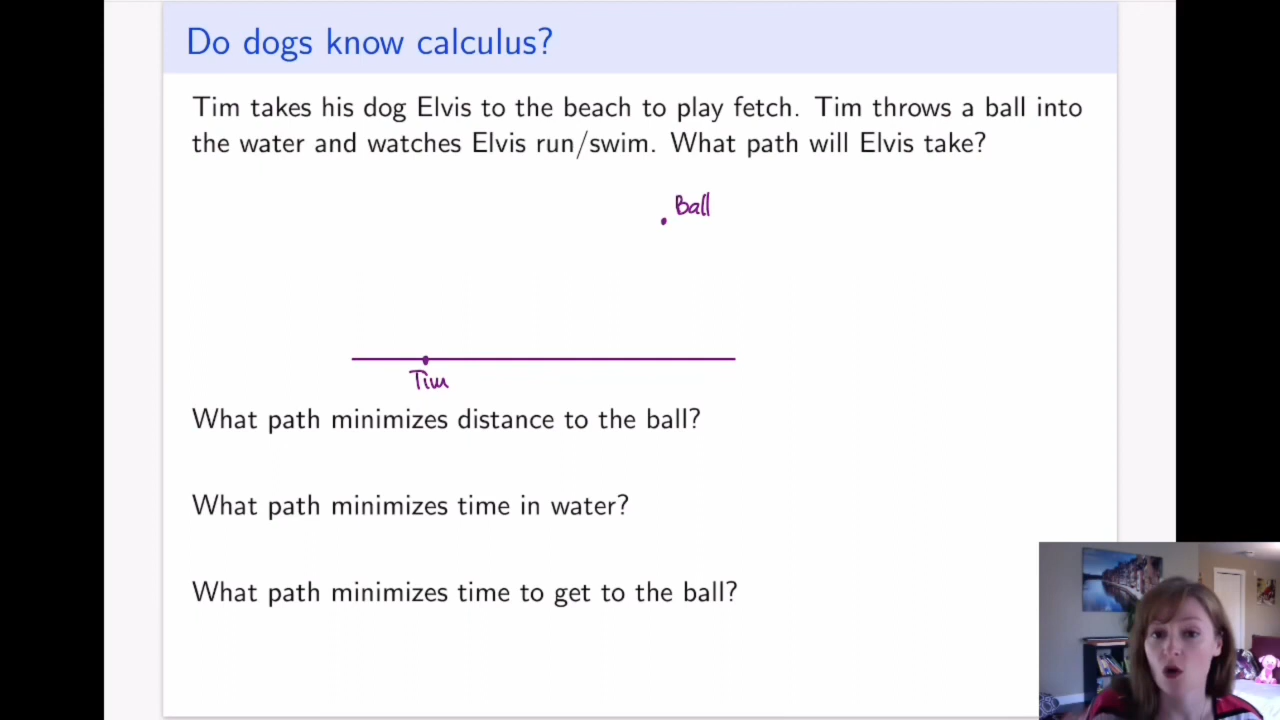 Do dogs know calculus?
Tim takes his dog Elvis to the beach to play fetch. Tim throws a ball into
the water and watches Elvis run/swim. What path will Elvis take?
Ball
Tim
What path minimizes distance to the ball?
What path minimizes time in water?
What path minimizes time to get to the ball?